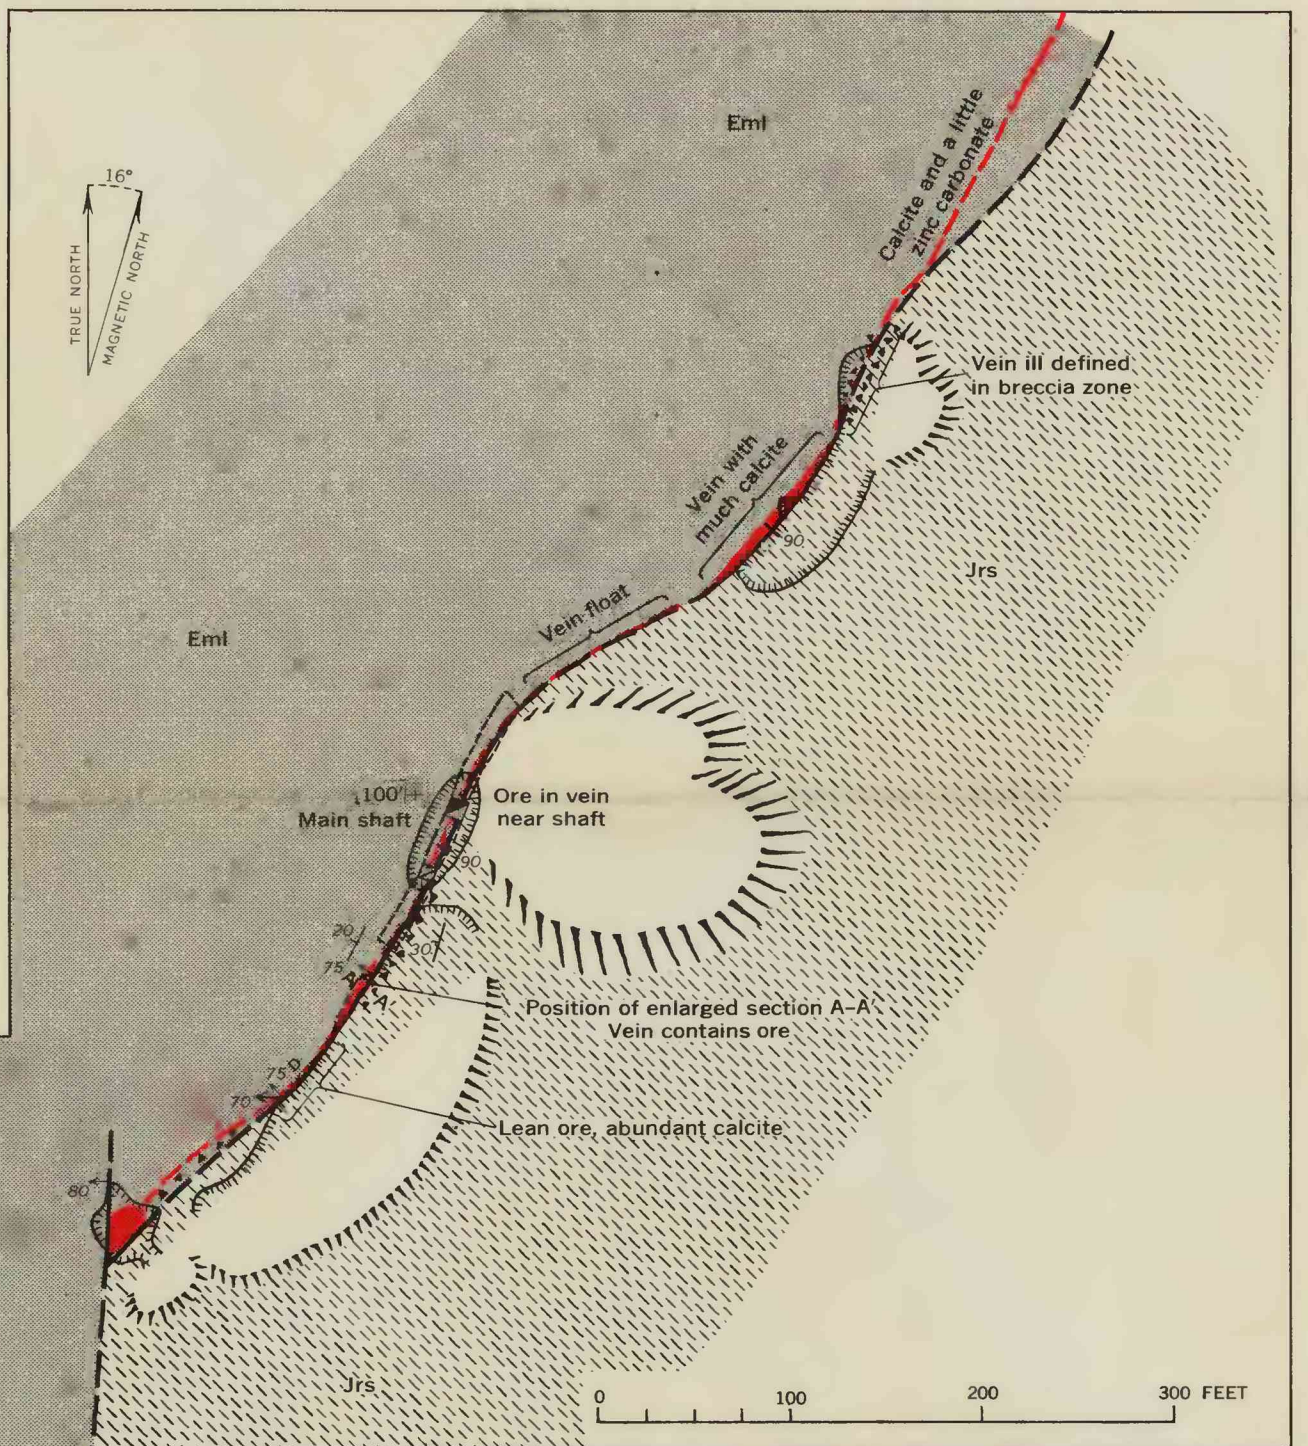 Eml
Calcite and a little
zinc carbonate
16°
TRUE NORTH
MAGNETIC NORTH
Vein ill defined
in breccia zone
Vein with
much calcite
90
Jrs
Vein float
Eml
100'+
Main shaft
Ore in vein
near shaft
90
20
30
75
A
A'
Position of enlarged section A–A'
Vein contains ore
75
D
70
Lean ore, abundant calcite
80
Jrs
0 100 200 300 FEET